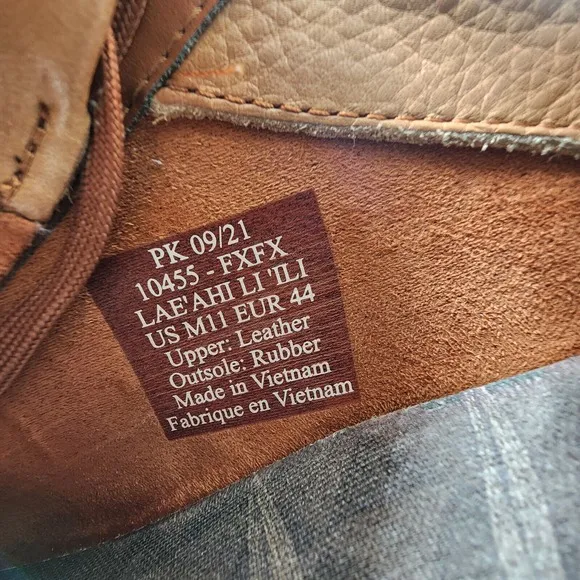 PK 09/21
10455 - FXFX
LAE'AHI LI 'ILI
US M11 EUR 44
Upper: Leather
Outsole: Rubber
Made in Vietnam
Fabrique en Vietnam